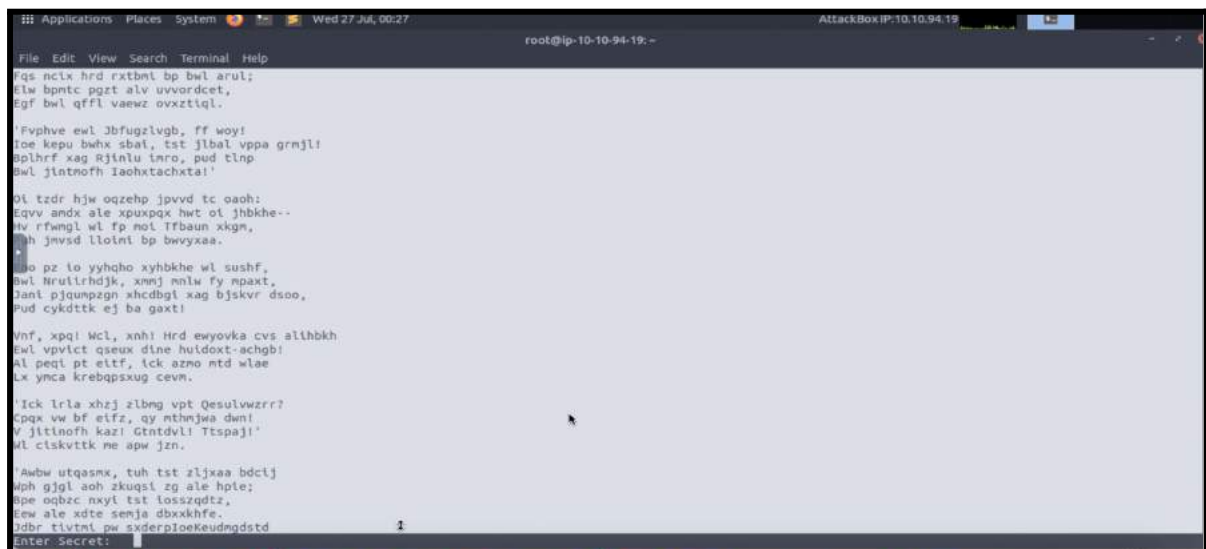 Applications Places System Wed 27 Jul, 00:27 AttackBox IP:10.10.94.19
root@ip-10-10-94-19: ~
File Edit View Search Terminal Help
Fqs ncix hrd rxtbmi bp bwl arul;
Elw bpmtc pgzt alv uvvordcet,
Egf bwl qffl vaewz ovxztiql.
'Fvphve ewl Jbfugzlvgb, ff woy!
Ioe kepu bwhx sbai, tst jlbal vppa grmjl!
Bplhrf xag Rjinlu imro, pud tlnp
Bwl jintmofh Iaohxtachxta!'
Oi tzdr hjw oqzehp jpvvd tc oaoh:
Eqvv amdx ale xpuxpqx hwt oi jhbkhe--
Hv rfwmgl wl fp moi Tfbaun xkgm,
uh jmvsd lloimi bp bwvyxaa.
oo pz io yyhqho xyhbkhe wl sushf,
Bwl Nruiirhdjk, xmmj mnlw fy mpaxt,
Jani pjqumpzgn xhcdbgi xag bjskvr dsoo,
Pud cykdttk ej ba gaxt!
Vnf, xpq! Wcl, xnh! Hrd ewyovka cvs alihbkh
Ewl vpvict qseux dine huidoxt-achgb!
Al peqi pt eitf, ick azmo mtd wlae
Lx ymca krebqpsxug cevm.
'Ick lrla xhzj zlbmg vpt Qesulvwzrr?
Cpqx vw bf eifz, qy mthmjwa dwn!
V jitinofh kaz! Gtntdvl! Ttspaj!'
Wl ciskvttk me apw jzn.
'Awbw utqasmx, tuh tst zljxaa bdcij
Wph gjgl aoh zkuqsi zg ale hpie;
Bpe oqbzc nxyi tst iosszqdtz,
Eew ale xdte semja dbxxkhfe.
Jdbr tivtmi pw sxderpIoeKeudmgdstd
Enter Secret: